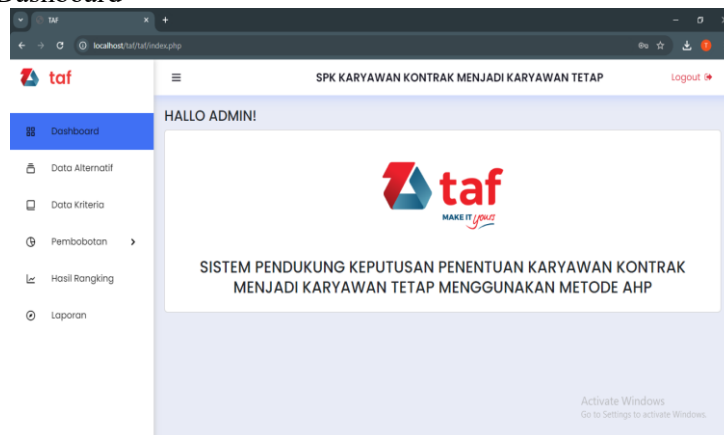 Dashboard
TAF
localhost/taf/taf/index.php
taf
SPK KARYAWAN KONTRAK MENJADI KARYAWAN TETAP
Logout
HALLO ADMIN!
Dashboard
Data Alternatif
Data Kriteria
Pembobotan
Hasil Rangking
Laporan
taf
MAKE IT yours
SISTEM PENDUKUNG KEPUTUSAN PENENTUAN KARYAWAN KONTRAK
MENJADI KARYAWAN TETAP MENGGUNAKAN METODE AHP
Activate Windows
Go to Settings to activate Windows.